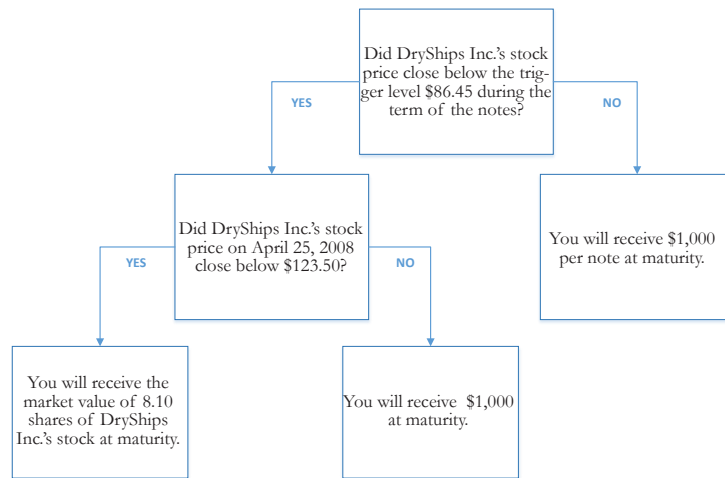 Did DryShips Inc.'s stock
price close below the trig-
ger level $86.45 during the
term of the notes?
YES
NO
Did DryShips Inc.'s stock
price on April 25, 2008
close below $123.50?
You will receive $1,000
per note at maturity.
YES
NO
You will receive the
market value of 8.10
shares of DryShips
Inc.'s stock at maturity.
You will receive $1,000
at maturity.